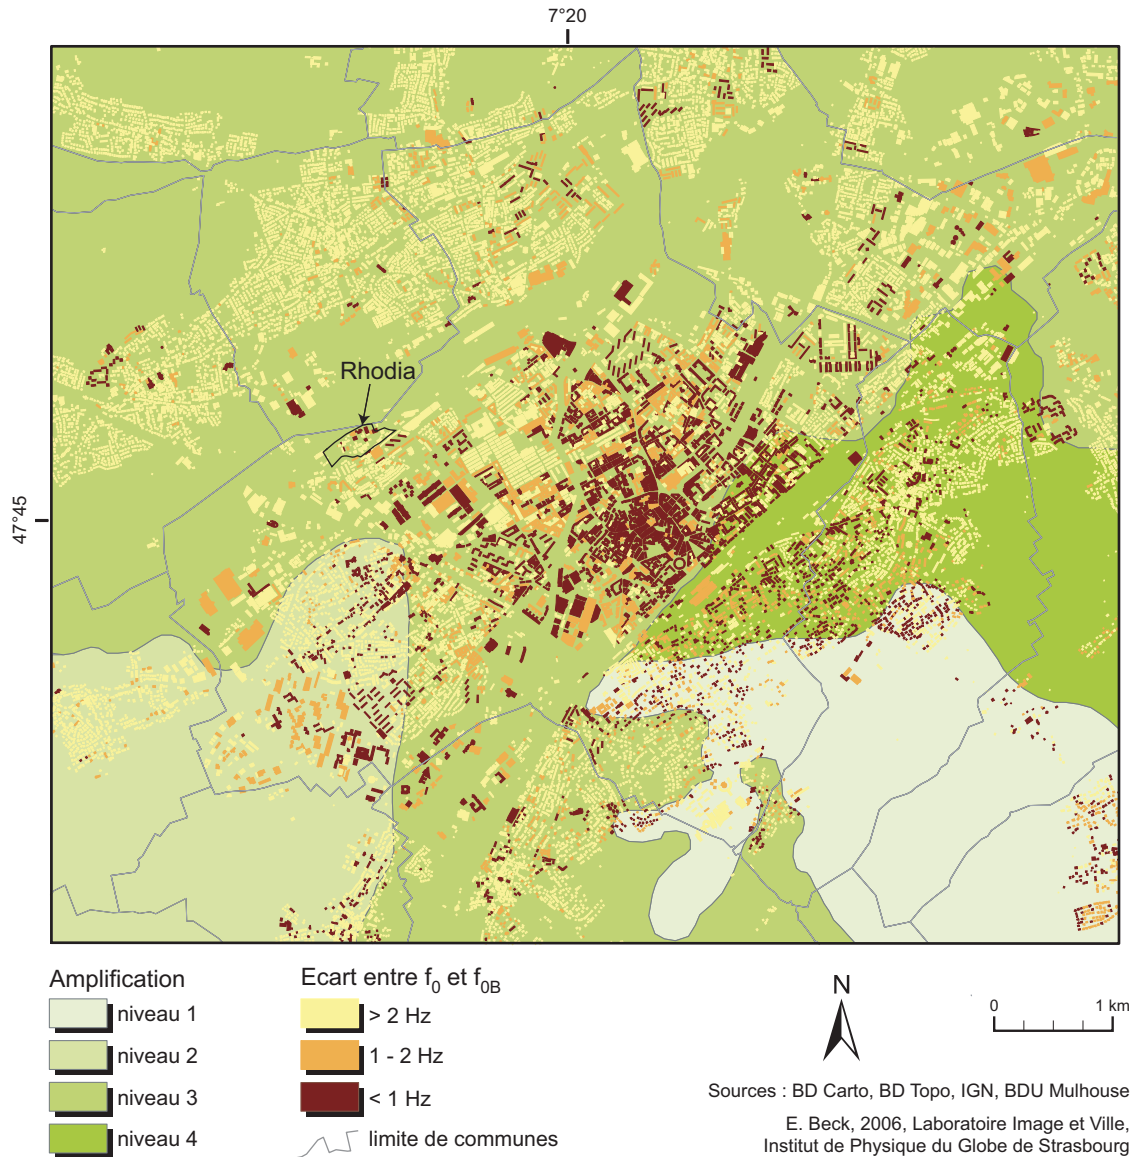 7°20
47°45
Rhodia
Amplification
niveau 1
niveau 2
niveau 3
niveau 4
Ecart entre f0 et f0B
> 2 Hz
1 - 2 Hz
< 1 Hz
limite de communes
N
0 1 km
Sources : BD Carto, BD Topo, IGN, BDU Mulhouse
E. Beck, 2006, Laboratoire Image et Ville,
Institut de Physique du Globe de Strasbourg